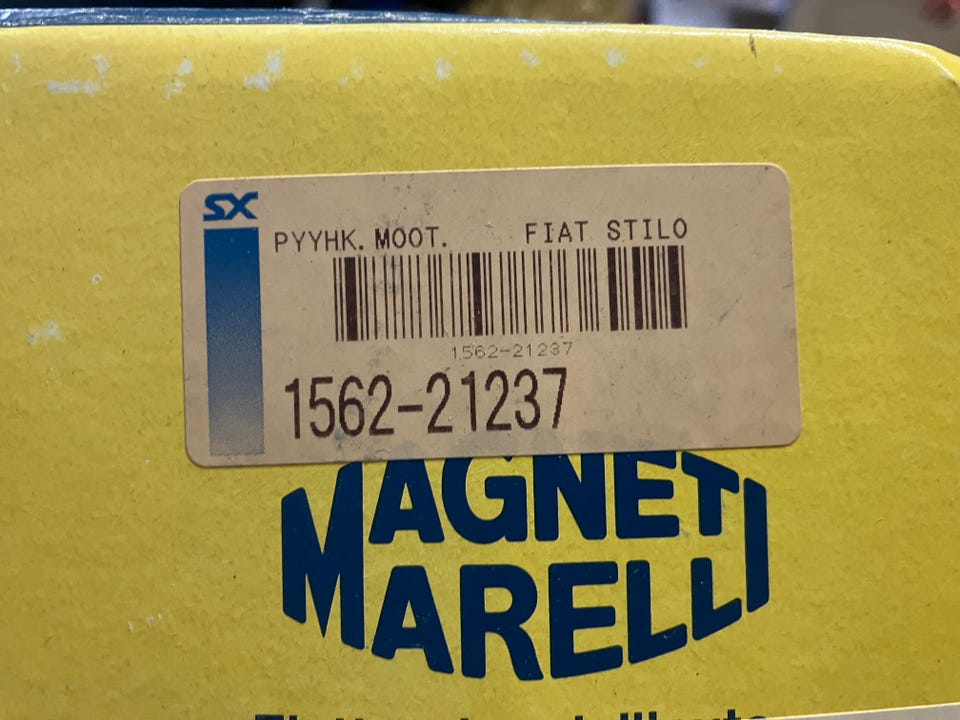 SX
PYYHK. MOOT. FIAT STILO
1562-21237
1562-21237
MAGNETI
MARELLI